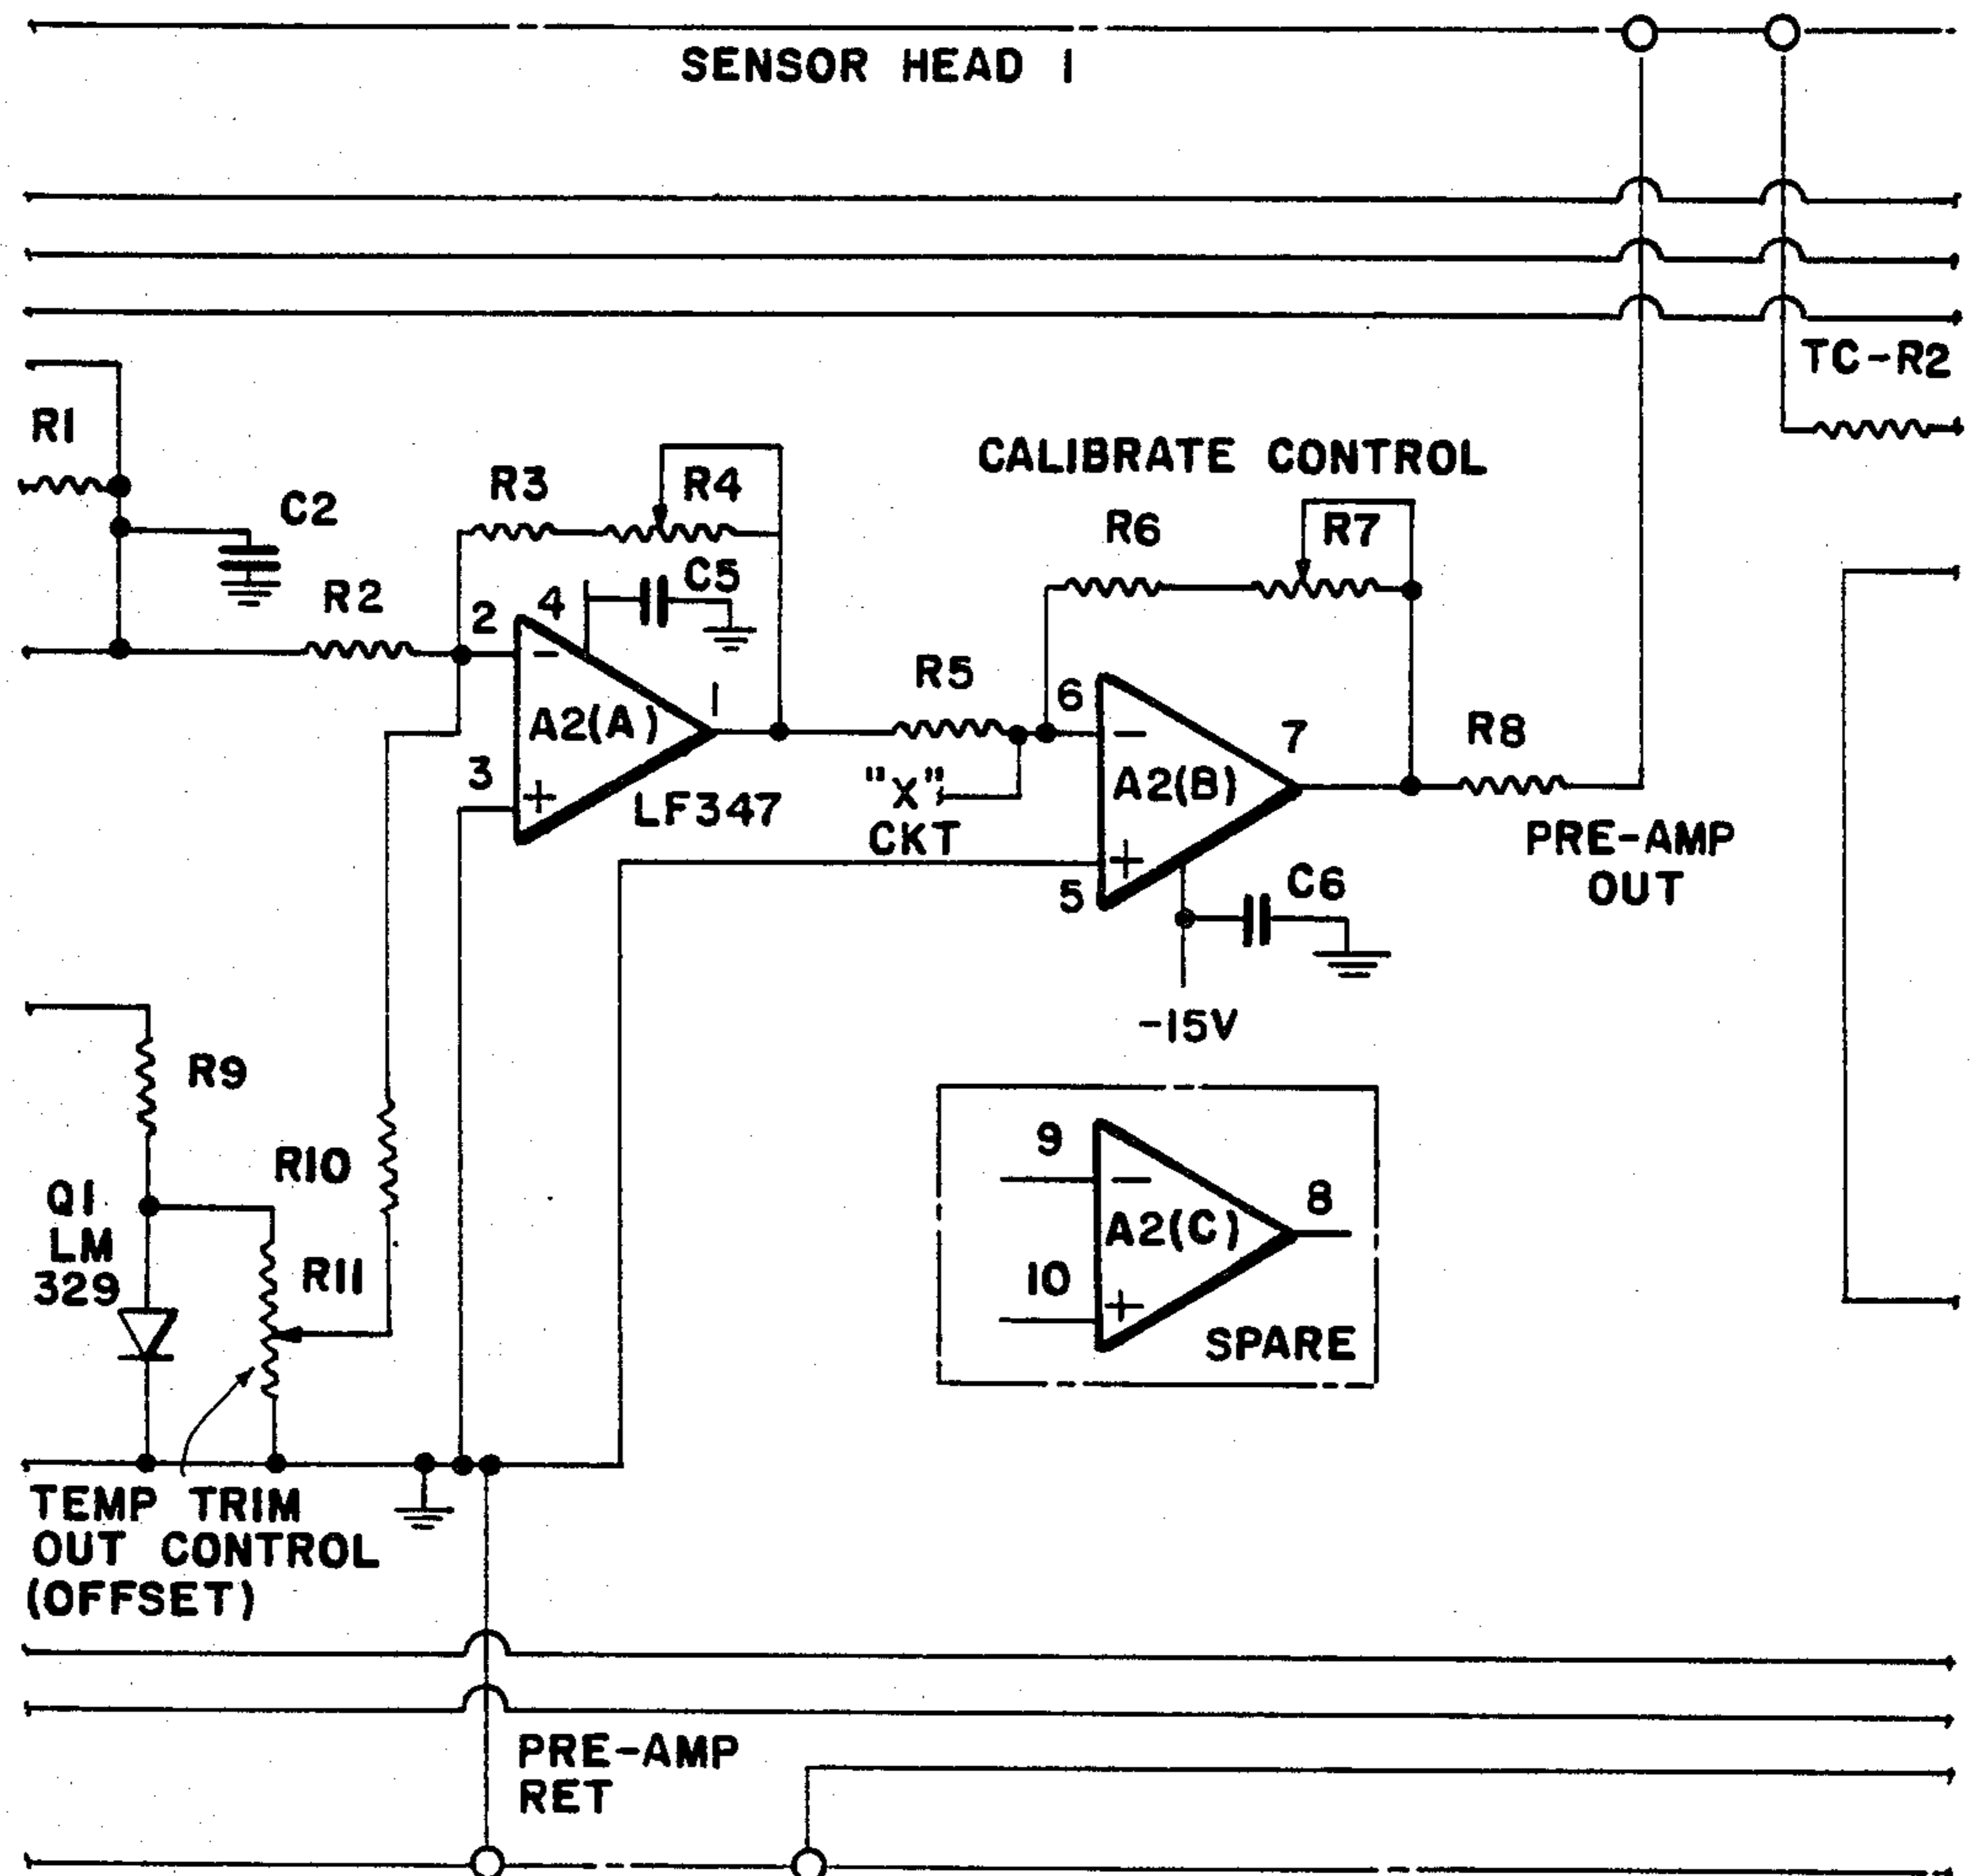 SENSOR HEAD 1
TC-R2
R1
C2
R3
R4
CALIBRATE CONTROL
R6
R7
R2
2
4
C5
R5
6
1
A2(A)
3
+
−
LF347
"X"
CKT
−
A2(B)
7
R8
+
5
PRE-AMP
OUT
C6
-15V
R9
R10
Q1
LM
329
R11
9
−
A2(C)
8
10
+
SPARE
TEMP TRIM
OUT CONTROL
(OFFSET)
PRE-AMP
RET